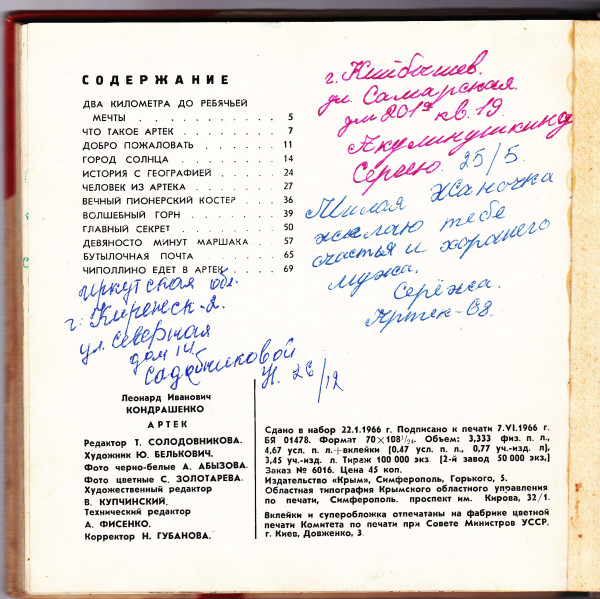 СОДЕРЖАНИЕ
ДВА КИЛОМЕТРА ДО РЕБЯЧЬЕЙ
МЕЧТЫ . . . . . . . . 5
ЧТО ТАКОЕ АРТЕК . . . . . . 7
ДОБРО ПОЖАЛОВАТЬ . . . . . 11
ГОРОД СОЛНЦА . . . . . . 14
ИСТОРИЯ С ГЕОГРАФИЕЙ . . . . 24
ЧЕЛОВЕК ИЗ АРТЕКА . . . . . 27
ВЕЧНЫЙ ПИОНЕРСКИЙ КОСТЕР . . . 36
ВОЛШЕБНЫЙ ГОРН . . . . . . 39
ГЛАВНЫЙ СЕКРЕТ . . . . . . 50
ДЕВЯНОСТО МИНУТ МАРШАКА . . . 57
БУТЫЛОЧНАЯ ПОЧТА . . . . . 65
ЧИПОЛЛИНО ЕДЕТ В АРТЕК . . . . 69
г. Куйбышев.
ул. Самарская
дом 201а кв. 19.
Акулинушкину
Сергею. 25/5.
Милая Жаночка
желаю тебе
счастья и хорошего
мужа.
Серёжа.
Артек-68.
Иркутская обл.
г. Киренск-2.
ул. Северная
дом 14.
Садовниковой
Н. 26/12
Леонард Иванович
КОНДРАШЕНКО
АРТЕК
Редактор Т. СОЛОДОВНИКОВА.
Художник Ю. БЕЛЬКОВИЧ.
Фото черно-белые А. АБЫЗОВА.
Фото цветные С. ЗОЛОТАРЕВА.
Художественный редактор
В. КУПЧИНСКИЙ.
Технический редактор
А. ФИСЕНКО.
Корректор Н. ГУБАНОВА.
Сдано в набор 22.1.1966 г. Подписано к печати 7.VI.1966 г.
БЯ 01478. Формат 70×108 1/24. Объем: 3,333 физ. п. л.,
4,67 усл. п. л.+вклейки (0,47 усл. п. л., 0,77 уч.-изд. л.)
3,45 уч.-изд. л. Тираж 100 000 экз. (2-й завод 50 000 экз.)
Заказ № 6016. Цена 45 коп.
Издательство «Крым», Симферополь, Горького, 5.
Областная типография Крымского областного управления
по печати, Симферополь. проспект им. Кирова, 32/1.
Вклейки и суперобложка отпечатаны на фабрике цветной
печати Комитета по печати при Совете Министров УССР,
г. Киев, Довженко, 3.